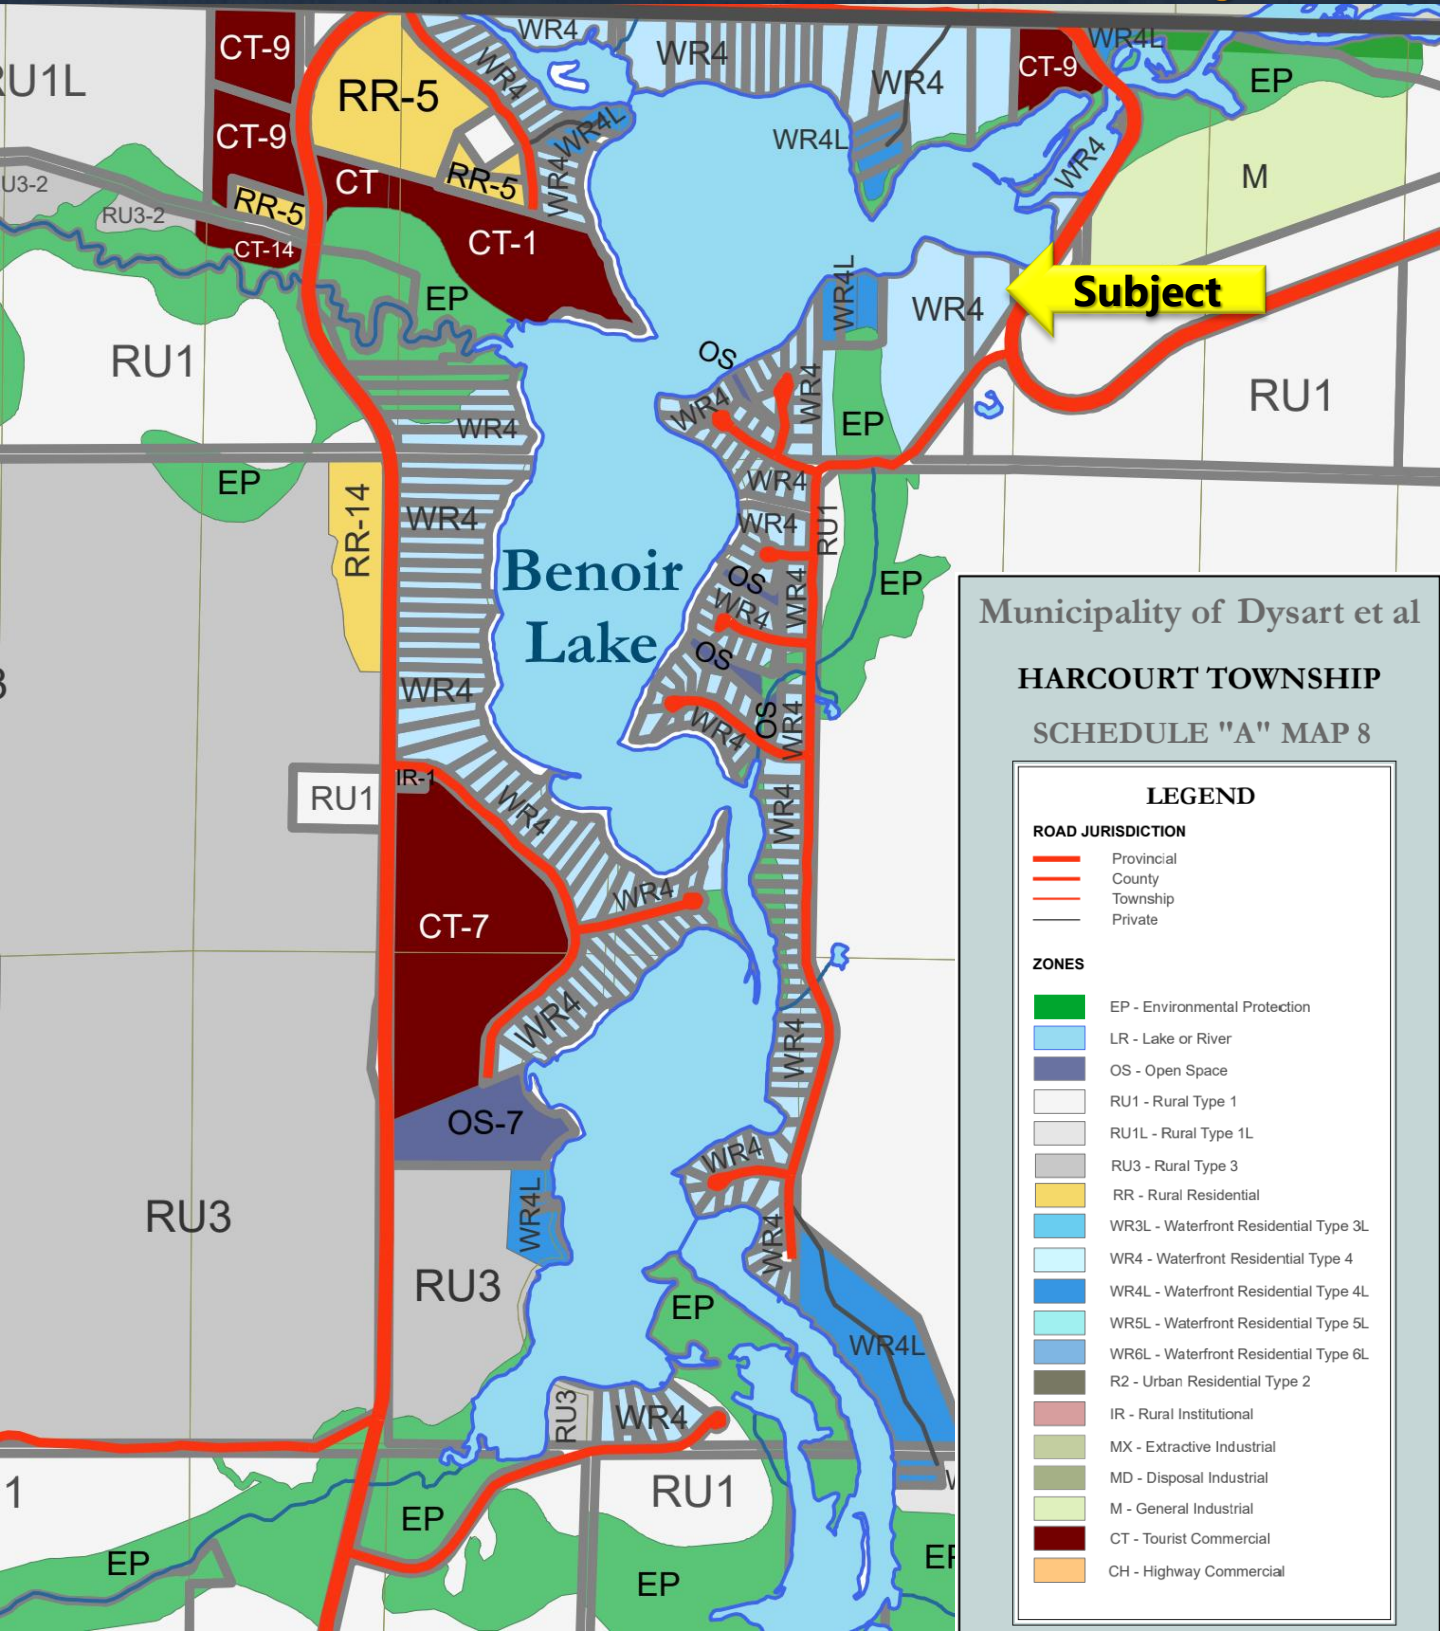 WR4
WR4L
CT-9
WR4
WR4
CT-9
RU1L
WR4
WR4
EP
RR-5
CT-9
WR4L
WR4L
WR4
M
U3-2
CT
RR-5
WR4
RR-5
RU3-2
CT-14
CT-1
EP
WR4L
WR4
Subject
RU1
OS
WR4
WR4
RU1
WR4
EP
EP
WR4
RR-14
WR4
WR4
RU1
Benoir
Lake
OS
WR4
WR4
EP
OS
WR4
WR4
OS
WR4
RU1
IR-1
WR4
WR4
WR4
CT-7
WR4
WR4
OS-7
WR4
WR4L
RU3
WR4
RU3
EP
WR4L
RU3
WR4
1
RU1
EP
EP
EP
Municipality of Dysart et al
HARCOURT TOWNSHIP
SCHEDULE "A" MAP 8
LEGEND
ROAD JURISDICTION
Provincial
County
Township
Private
ZONES
EP - Environmental Protection
LR - Lake or River
OS - Open Space
RU1 - Rural Type 1
RU1L - Rural Type 1L
RU3 - Rural Type 3
RR - Rural Residential
WR3L - Waterfront Residential Type 3L
WR4 - Waterfront Residential Type 4
WR4L - Waterfront Residential Type 4L
WR5L - Waterfront Residential Type 5L
WR6L - Waterfront Residential Type 6L
R2 - Urban Residential Type 2
IR - Rural Institutional
MX - Extractive Industrial
MD - Disposal Industrial
M - General Industrial
CT - Tourist Commercial
CH - Highway Commercial